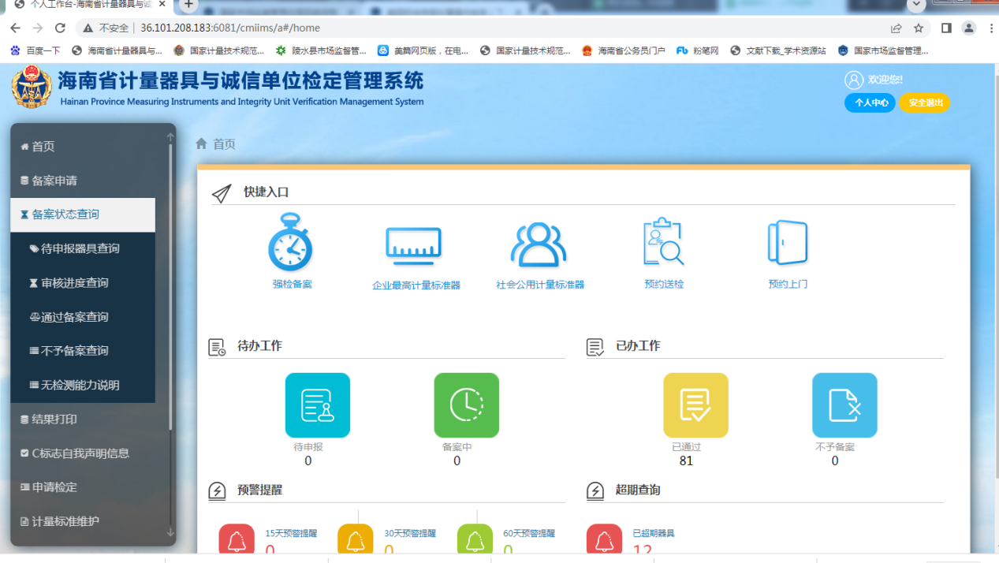 个人工作台-海南省计量器具与诚
不安全 | 36.101.208.183:6081/cmiims/a#/home
百度一下
海南省计量器具与...
国家计量技术规范...
陵水县市场监督管...
美篇网页版，在电...
国家计量技术规范...
海南省公务员门户
粉笔网
文献下载_学术资源站
国家市场监督管理...
海南省计量器具与诚信单位检定管理系统
Hainan Province Measuring Instruments and Integrity Unit Verification Management System
欢迎您!
个人中心
安全退出
首页
备案申请
备案状态查询
待申报器具查询
审核进度查询
通过备案查询
不予备案查询
无检测能力说明
结果打印
C标志自我声明信息
申请检定
计量标准维护
首页
快捷入口
强检备案
企业最高计量标准器
社会公用计量标准器
预约送检
预约上门
待办工作
待申报
0
备案中
0
已办工作
已通过
81
不予备案
0
预警提醒
15天预警提醒
0
30天预警提醒
0
60天预警提醒
0
超期查询
已超期器具
12